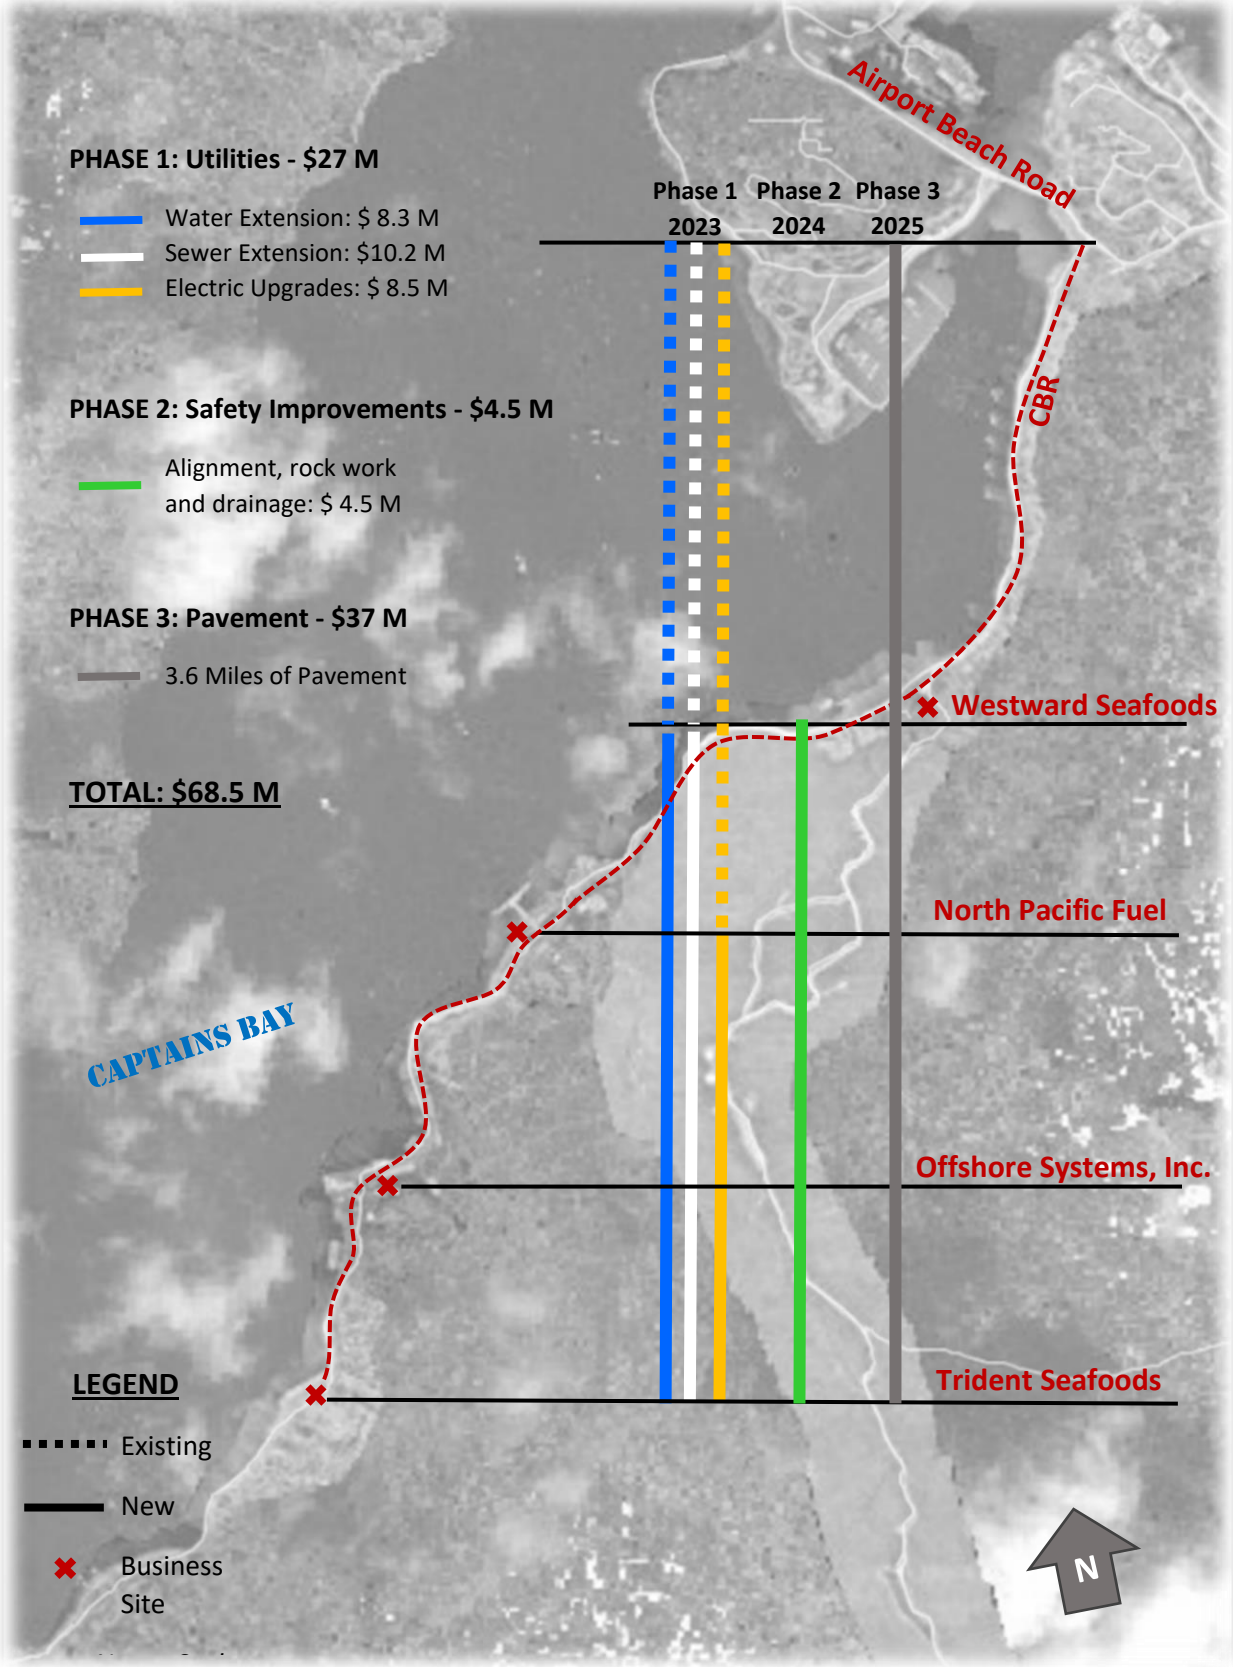 Airport Beach Road
PHASE 1: Utilities - $27 M
Water Extension: $ 8.3 M
Sewer Extension: $10.2 M
Electric Upgrades: $ 8.5 M
Phase 1 Phase 2 Phase 3
2023 2024 2025
CBR
PHASE 2: Safety Improvements - $4.5 M
Alignment, rock work
and drainage: $ 4.5 M
PHASE 3: Pavement - $37 M
3.6 Miles of Pavement
Westward Seafoods
TOTAL: $68.5 M
North Pacific Fuel
CAPTAINS BAY
Offshore Systems, Inc.
Trident Seafoods
LEGEND
Existing
New
Business
Site
N